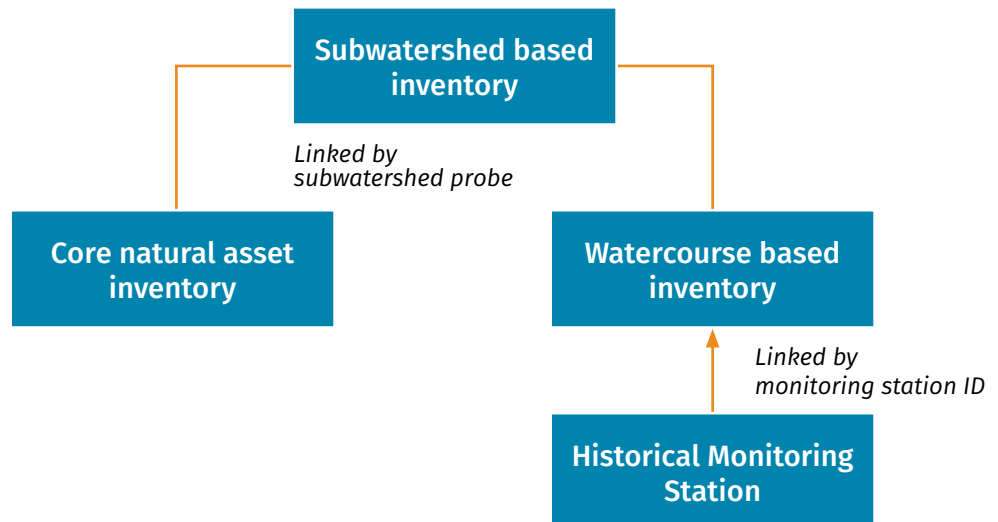 Subwatershed based
inventory
Linked by
subwatershed probe
Core natural asset
inventory
Watercourse based
inventory
Linked by
monitoring station ID
Historical Monitoring
Station